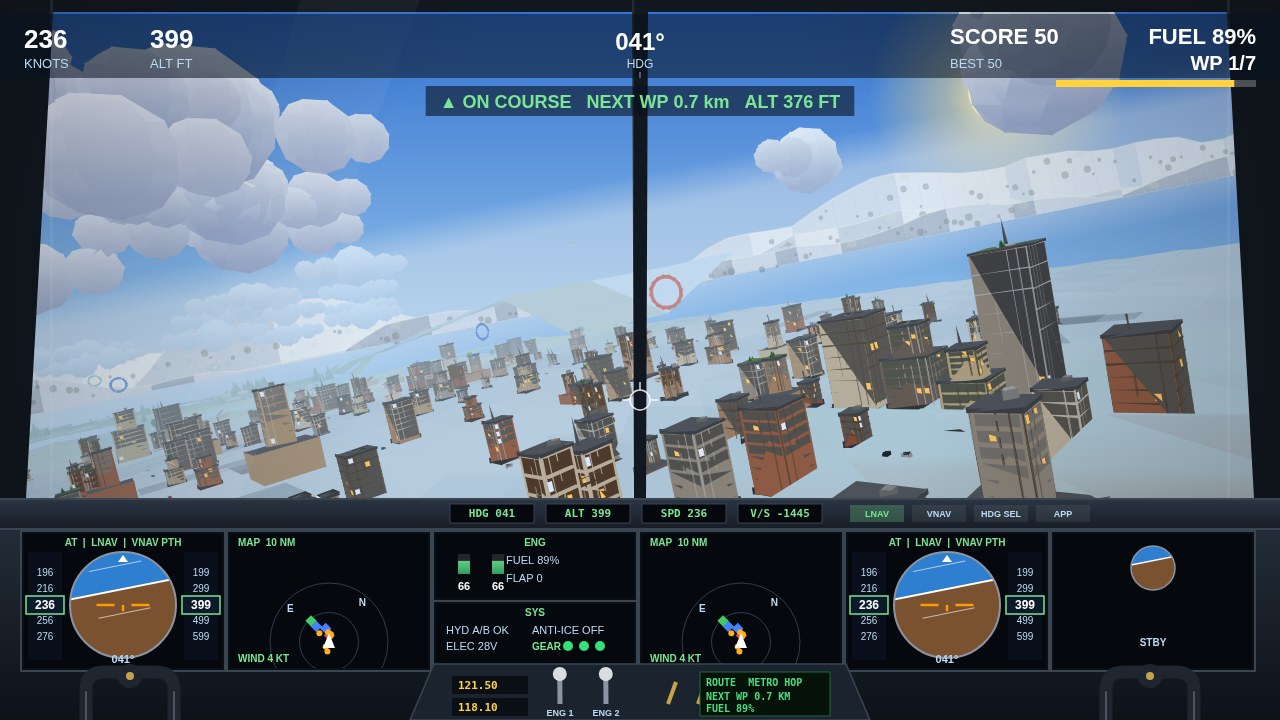 236
KNOTS
399
ALT FT
041°
HDG
SCORE 50
BEST 50
FUEL 89%
WP 1/7
▲ ON COURSE NEXT WP 0.7 km ALT 376 FT
HDG 041
ALT 399
SPD 236
V/S -1445
LNAV
VNAV
HDG SEL
APP
AT | LNAV | VNAV PTH
196
216
236
256
276
199
299
399
499
599
041°
MAP 10 NM
E
N
WIND 4 KT
ENG
FUEL 89%
FLAP 0
66
66
SYS
HYD A/B OK
ANTI-ICE OFF
ELEC 28V
GEAR
MAP 10 NM
E
N
WIND 4 KT
AT | LNAV | VNAV PTH
196
216
236
256
276
199
299
399
499
599
041°
STBY
121.50
118.10
ENG 1
ENG 2
ROUTE METRO HOP
NEXT WP 0.7 KM
FUEL 89%